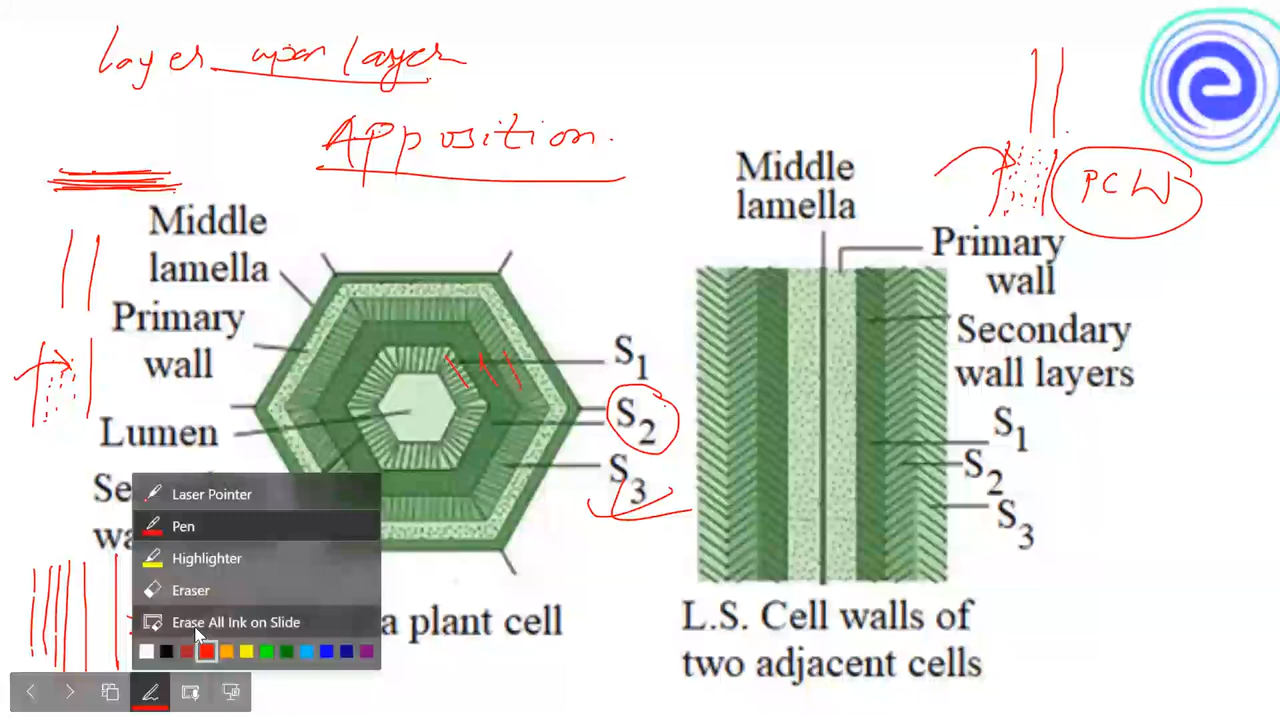 Layer upon layer
Apposition.
PCW
Middle
lamella
Primary
wall
Lumen
Se
wa
S1
S2
S3
a plant cell
Middle
lamella
Primary
wall
Secondary
wall layers
S1
S2
S3
L.S. Cell walls of
two adjacent cells
Laser Pointer
Pen
Highlighter
Eraser
Erase All Ink on Slide